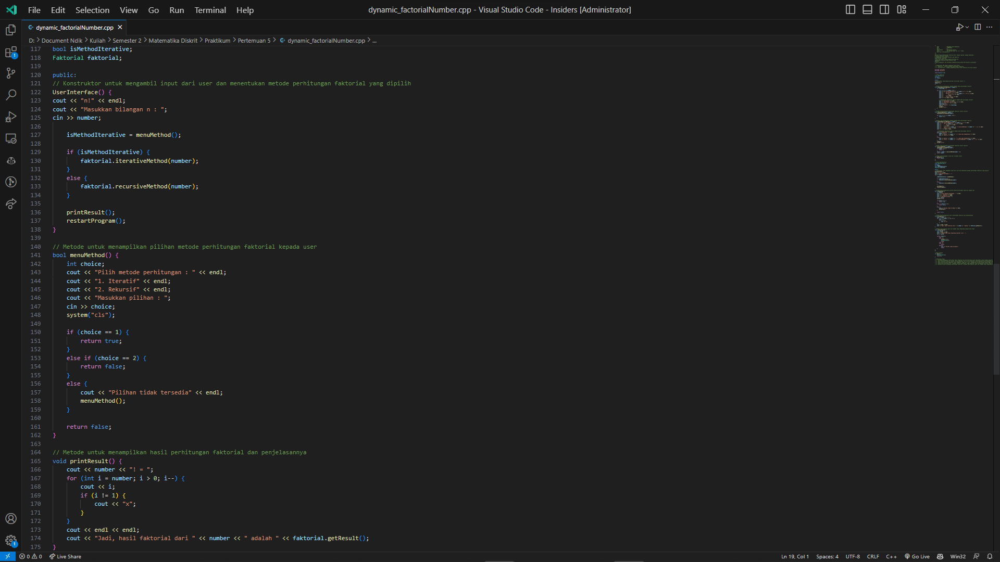 File Edit Selection View Go Run Terminal Help
dynamic_factorialNumber.cpp - Visual Studio Code - Insiders [Administrator]
dynamic_factorialNumber.cpp
D: > Document Ndik > Kuliah > Semester 2 > Matematika Diskrit > Praktikum > Pertemuan 5 > dynamic_factorialNumber.cpp > ...
117 bool isMethodIterative;
118 Faktorial faktorial;
119
120 public:
121 // Konstruktor untuk mengambil input dari user dan menentukan metode perhitungan faktorial yang dipilih
122 UserInterface() {
123 cout << "n!" << endl;
124 cout << "Masukkan bilangan n : ";
125 cin >> number;
126
127     isMethodIterative = menuMethod();
128
129     if (isMethodIterative) {
130         faktorial.iterativeMethod(number);
131     }
132     else {
133         faktorial.recursiveMethod(number);
134     }
135
136     printResult();
137     restartProgram();
138 }
139
140 // Metode untuk menampilkan pilihan metode perhitungan faktorial kepada user
141 bool menuMethod() {
142     int choice;
143     cout << "Pilih metode perhitungan : " << endl;
144     cout << "1. Iteratif" << endl;
145     cout << "2. Rekursif" << endl;
146     cout << "Masukkan pilihan : ";
147     cin >> choice;
148     system("cls");
149
150     if (choice == 1) {
151         return true;
152     }
153     else if (choice == 2) {
154         return false;
155     }
156     else {
157         cout << "Pilihan tidak tersedia" << endl;
158         menuMethod();
159     }
160
161     return false;
162 }
163
164 // Metode untuk menampilkan hasil perhitungan faktorial dan penjelasannya
165 void printResult() {
166     cout << number << "! = ";
167     for (int i = number; i > 0; i--) {
168         cout << i;
169         if (i != 1) {
170             cout << "x";
171         }
172     }
173     cout << endl << endl;
174     cout << "Jadi, hasil faktorial dari " << number << " adalah " << faktorial.getResult();
175 }
1
1
0 0 Live Share
Ln 19, Col 1 Spaces: 4 UTF-8 CRLF C++ Go Live Win32